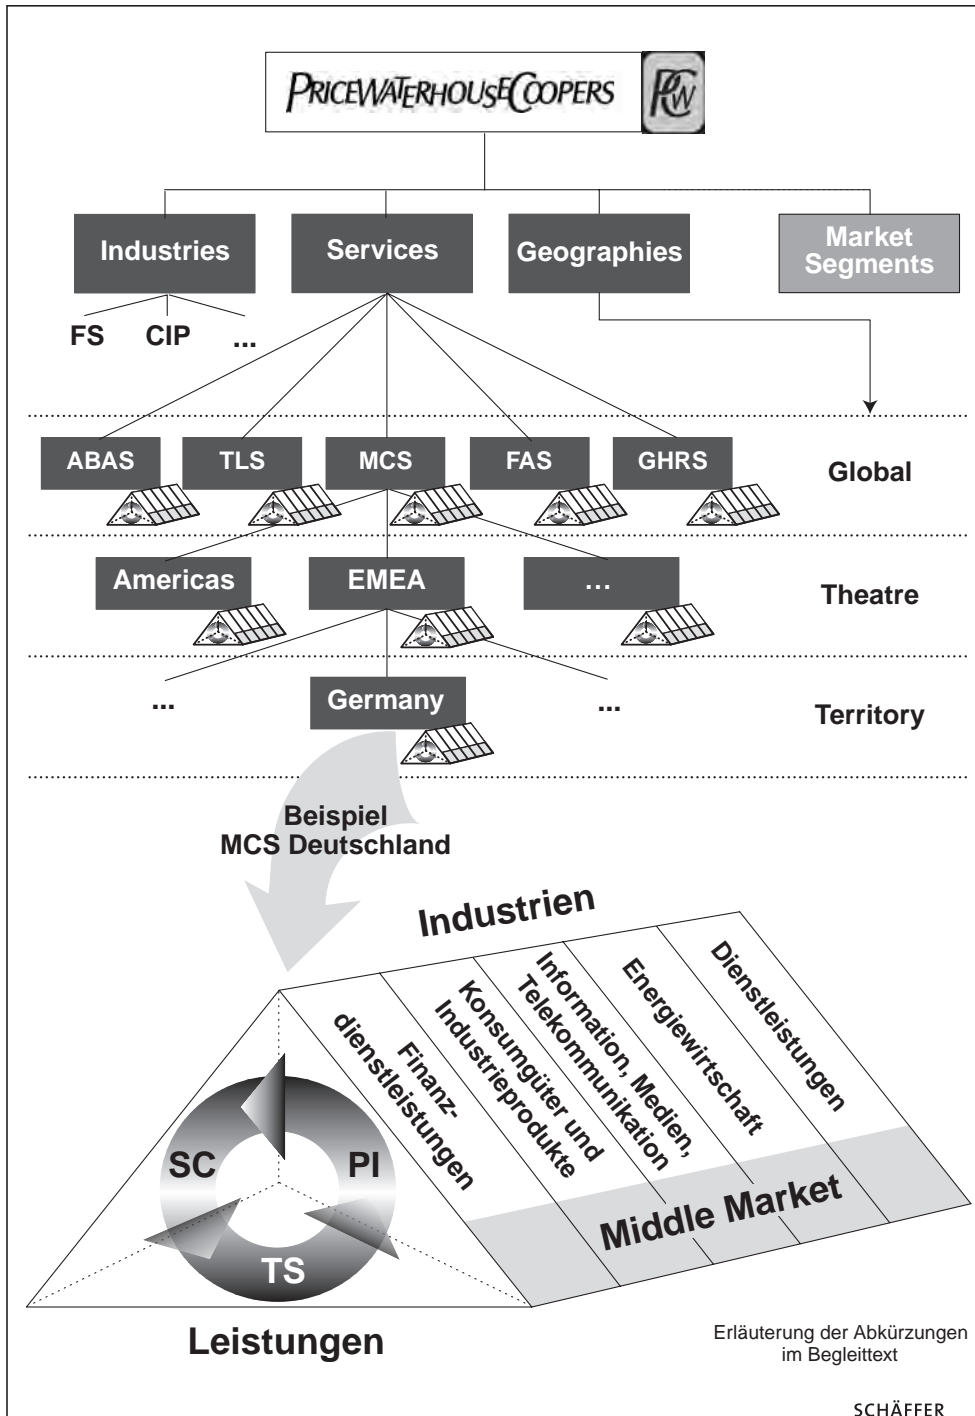 PRICEWATERHOUSECOOPERS PCW
Industries
Services
Geographies
Market
Segments
FS CIP ...
ABAS TLS MCS FAS GHRS
Global
Americas EMEA ...
Theatre
... Germany ...
Territory
Beispiel
MCS Deutschland
Industrien
Finanz-
dienstleistungen
Konsumgüter und
Industrieprodukte
Information, Medien,
Telekommunikation
Energiewirtschaft
Dienstleistungen
Middle Market
SC PI
TS
Leistungen
Erläuterung der Abkürzungen
im Begleittext
SCHÄFFER